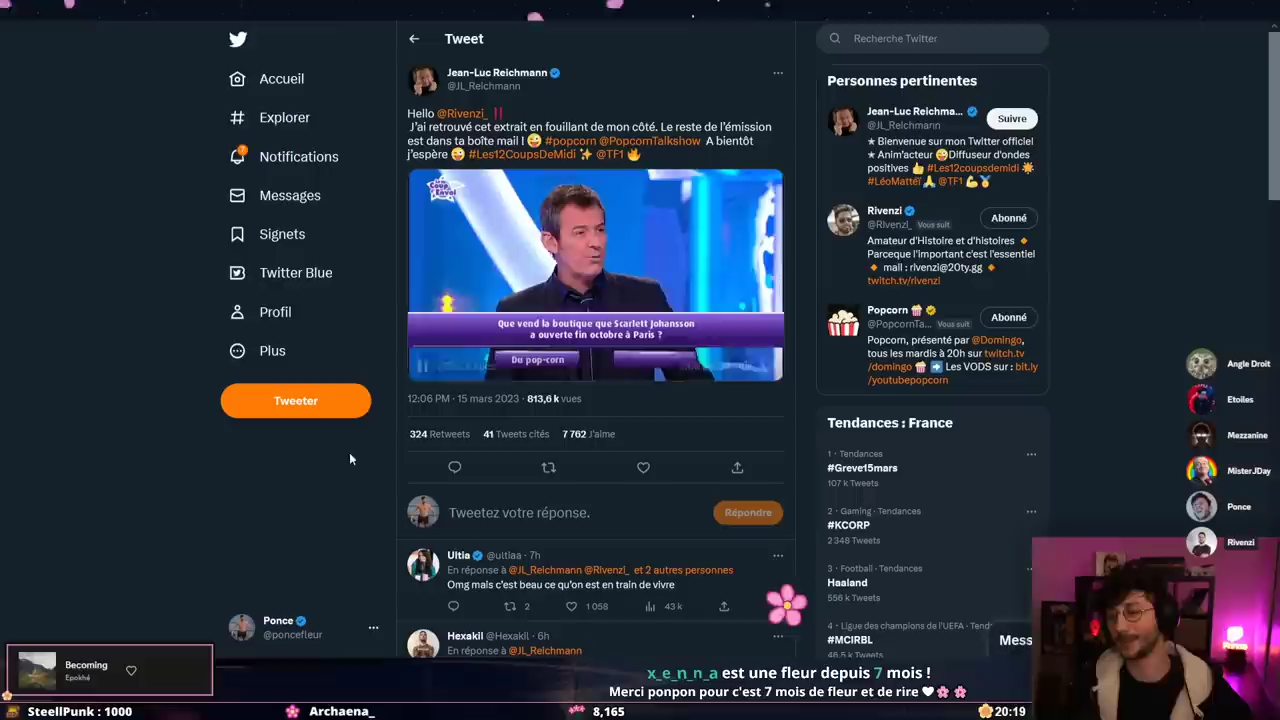 Tweet
Recherche Twitter
Accueil
Explorer
Notifications
Messages
Signets
Twitter Blue
Profil
Plus
Tweeter
Ponce
@poncefleur
Jean-Luc Reichmann
@JL_Reichmann
Hello @Rivenzi_ ‼️
J'ai retrouvé cet extrait en fouillant de mon côté. Le reste de l'émission
est dans ta boîte mail ! 😜 #popcorn @PopcornTalkshow A bientôt
j'espère 😜 #Les12CoupsDeMidi ✨ @TF1 🔥
Coup
Envoi
Que vend la boutique que Scarlett Johansson
a ouverte fin octobre à Paris ?
Du pop-corn
12:06 PM · 15 mars 2023 · 813,6 k vues
324 Retweets 41 Tweets cités 7 762 J'aime
Tweetez votre réponse.
Répondre
Ultia @ultiaa · 7h
En réponse à @JL_Reichmann @Rivenzi_ et 2 autres personnes
Omg mais c'est beau ce qu'on est en train de vivre
2 1 058 43 k
Hexakil @Hexakil · 6h
En réponse à @JL_Reichmann
Personnes pertinentes
Jean-Luc Reichma...
@JL_Reichmann
Suivre
★Bienvenue sur mon Twitter officiel
★Anim'acteur 😜Diffuseur d'ondes
positives 👍 #Les12coupsdemidi ☀️
#LéoMatteï 🙏 @TF1 💪🏅
Rivenzi
@Rivenzi_ Vous suit
Abonné
Amateur d'Histoire et d'histoires 🔸
Parceque l'important c'est l'essentiel
🔸 mail : rivenzi@20ty.gg 🔸
twitch.tv/rivenzi
Popcorn 🍿
@PopcornTa... Vous suit
Abonné
Popcorn, présenté par @Domingo,
tous les mardis à 20h sur twitch.tv
/domingo 🍿 ➡️ Les VODS sur : bit.ly
/youtubepopcorn
Tendances : France
1 · Tendances
#Greve15mars
107 k Tweets
2 · Gaming · Tendances
#KCORP
2 348 Tweets
3 · Football · Tendances
Haaland
556 k Tweets
4 · Ligue des champions de l'UEFA · Tend
#MCIRBL
46,5 k Tweets
Mess
Angle Droit
Etoiles
Mezzanine
MisterJDay
Ponce
Rivenzi
Becoming
Epokhé
x_e_n_n_a est une fleur depuis 7 mois !
Merci ponpon pour c'est 7 mois de fleur et de rire ❤🌸🌸
SteellPunk : 1000
Archaena_
8,165
20:19